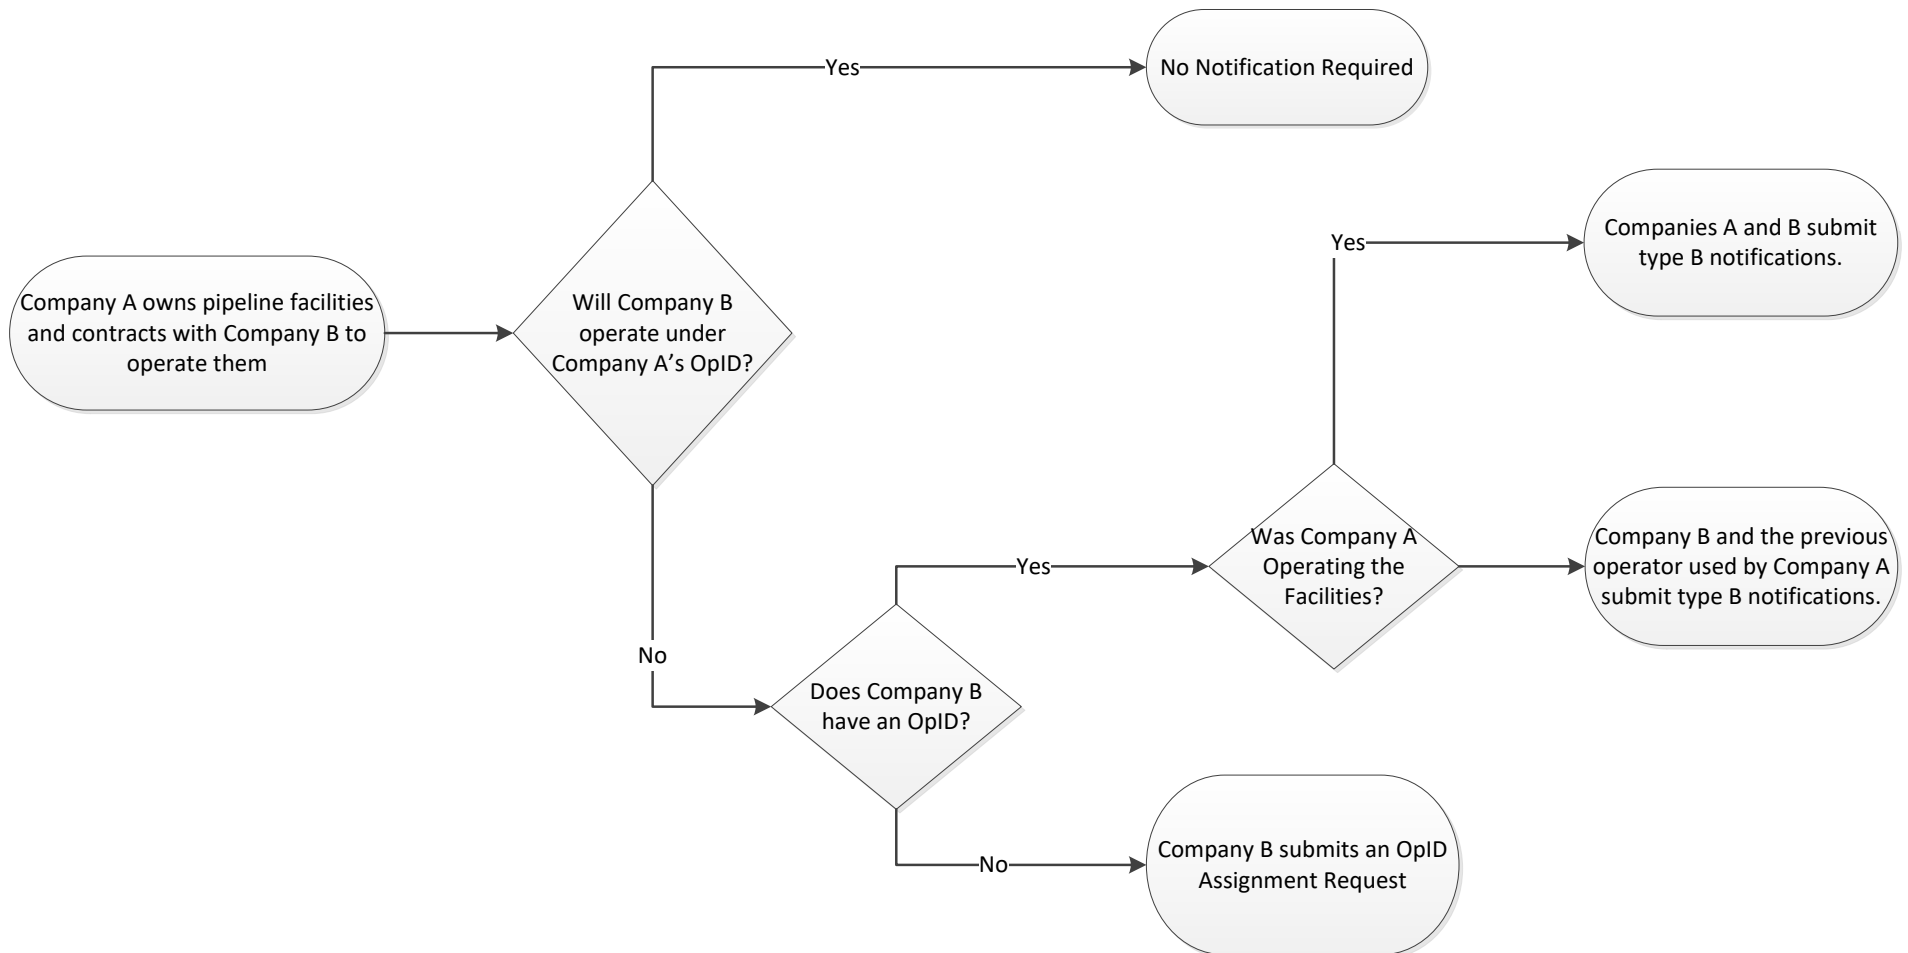 Yes
No Notification Required
Yes
Companies A and B submit
type B notifications.
Company A owns pipeline facilities
and contracts with Company B to
operate them
Will Company B
operate under
Company A’s OpID?
Was Company A
Operating the
Facilities?
Company B and the previous
operator used by Company A
submit type B notifications.
Yes
No
Does Company B
have an OpID?
No
Company B submits an OpID
Assignment Request